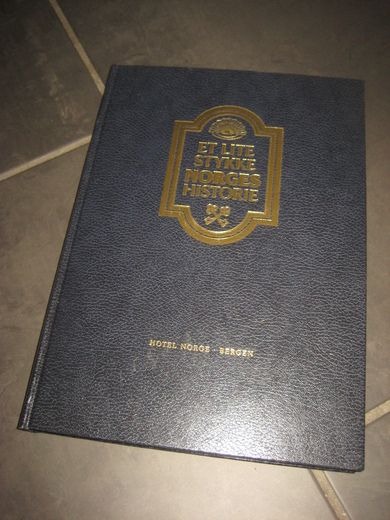 ET LITE
STYKKE
NORGES
HISTORIE
HOTEL NORGE · BERGEN